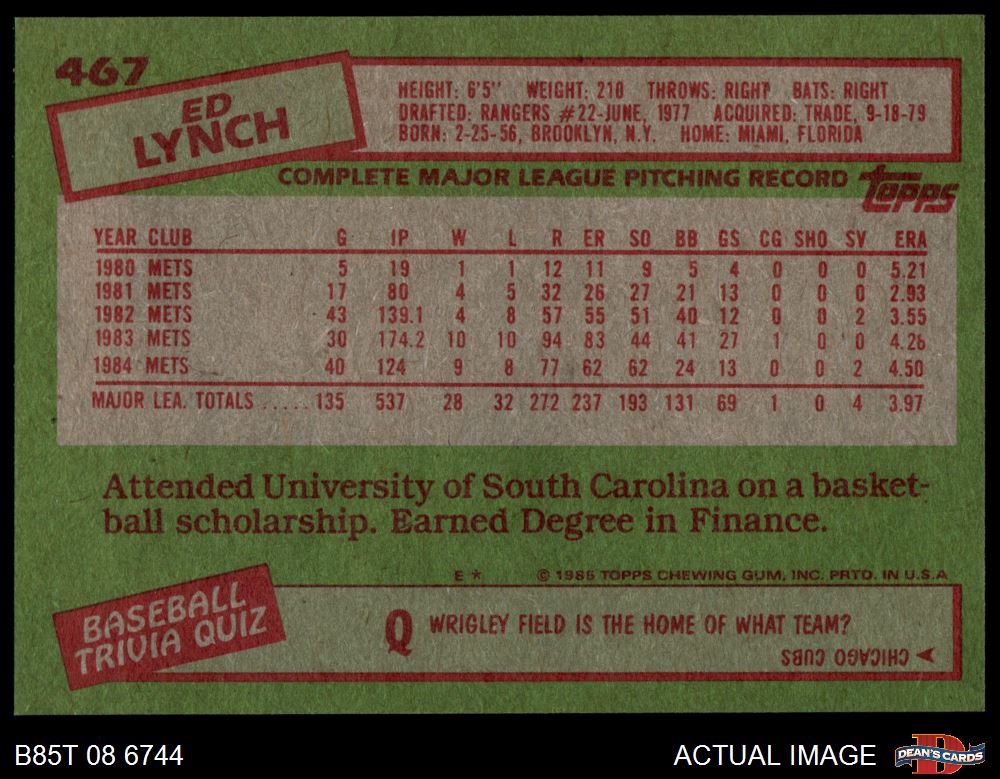 467
ED
LYNCH
HEIGHT: 6'5" WEIGHT: 210 THROWS: RIGHT BATS: RIGHT
DRAFTED: RANGERS #22-JUNE, 1977 ACQUIRED: TRADE, 9-18-79
BORN: 2-25-56, BROOKLYN, N.Y. HOME: MIAMI, FLORIDA
COMPLETE MAJOR LEAGUE PITCHING RECORD topps
YEAR CLUB G IP W L R ER SO BB GS CG SHO SV ERA
1980 METS 5 19 1 1 12 11 9 5 4 0 0 0 5.21
1981 METS 17 80 4 5 32 26 27 21 13 0 0 0 2.93
1982 METS 43 139.1 4 8 57 55 51 40 12 0 0 2 3.55
1983 METS 30 174.2 10 10 94 83 44 41 27 1 0 0 4.28
1984 METS 40 124 9 8 77 62 62 24 13 0 0 2 4.50
MAJOR LEA. TOTALS ..... 135 537 28 32 272 237 193 131 69 1 0 4 3.97
Attended University of South Carolina on a basket-
ball scholarship. Earned Degree in Finance.
E * © 1985 TOPPS CHEWING GUM, INC. PRTD. IN U.S.A
BASEBALL
TRIVIA QUIZ
Q WRIGLEY FIELD IS THE HOME OF WHAT TEAM?
CHICAGO CUBS
B85T 08 6744 ACTUAL IMAGE DEAN'S CARDS